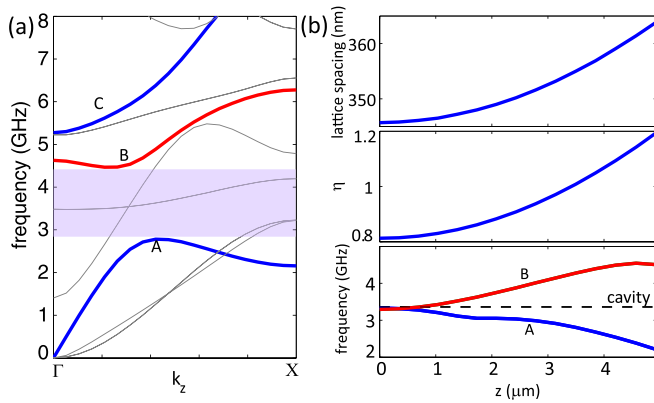 (a)
8
7
6
5
4
3
2
1
0
frequency (GHz)
C
B
A
Γ
k_z
X
(b)
lattice spacing (nm)
360
350
η
1.2
1
0.8
frequency (GHz)
4
3
2
B
cavity
A
0
1
2
3
4
5
z (μm)